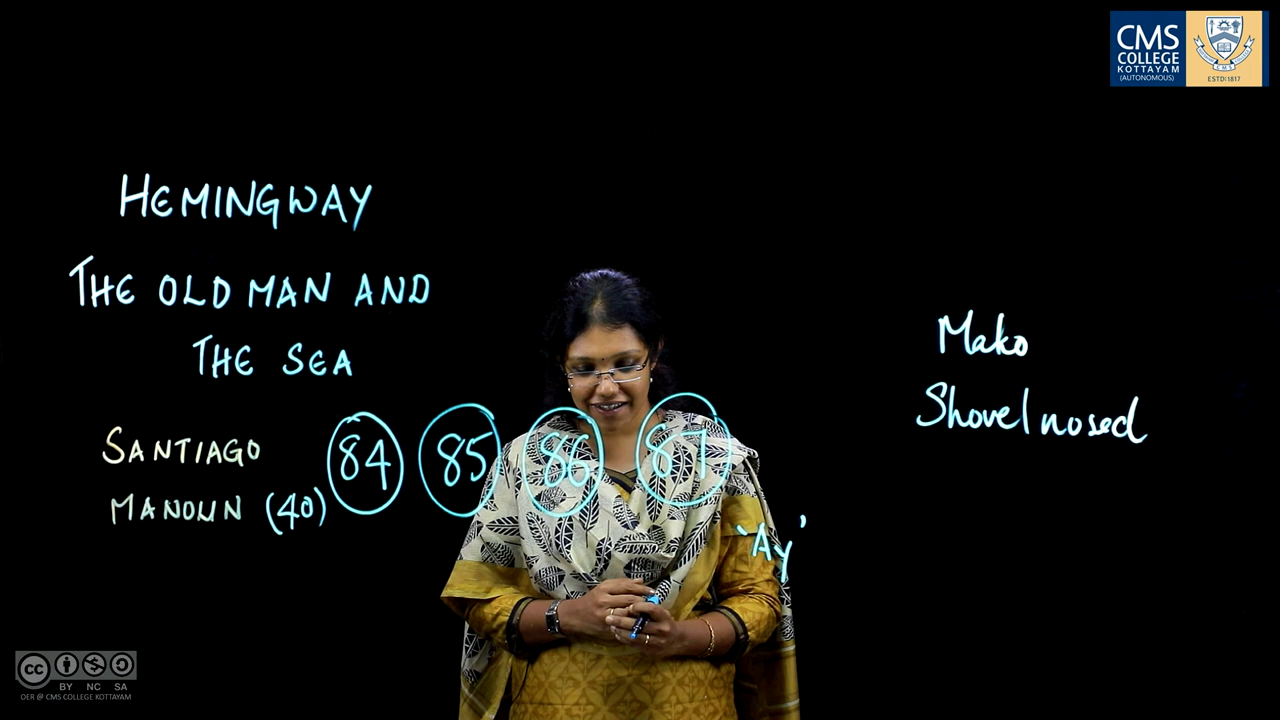 CMS
COLLEGE
KOTTAYAM
(AUTONOMOUS)
ESTD:1817
HEMINGWAY
THE OLD MAN AND
THE SEA
SANTIAGO
MANOLIN (40)
84 85 86 87
'Ay'
Mako
Shovel nosed
cc BY NC SA
OER @ CMS COLLEGE KOTTAYAM